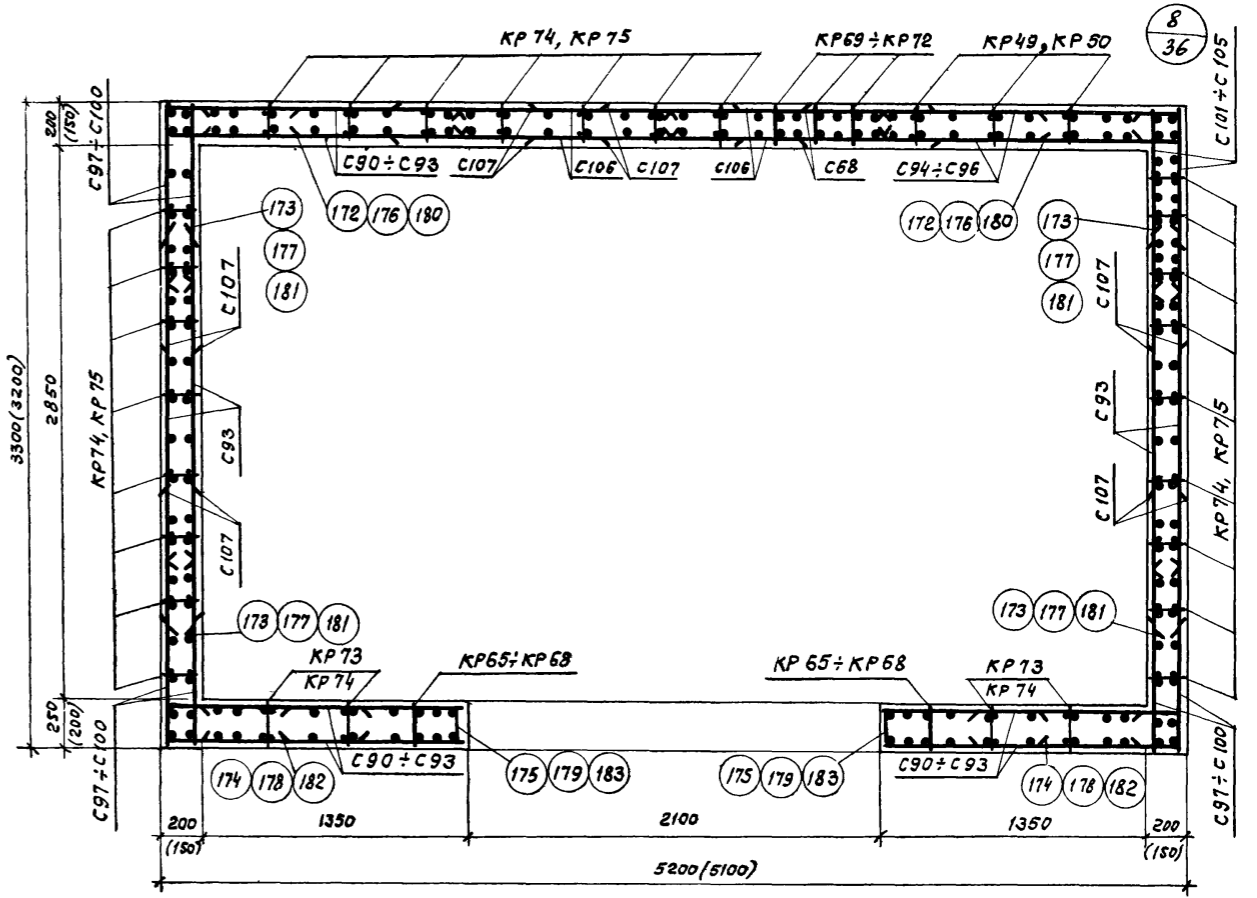 КР 74, КР 75
КР69÷КР72
КР49, КР 50
8
36
200
(150)
С97÷С100
С101÷С105
С90÷С93
С107
С106
С107
С106
С68
С94÷С96
173
172 176 180
172 176 180
173
177
177
181
181
С107
С107
3300(3200)
2850
КР74, КР75
С93
С93
КР74, КР75
С107
С107
173 177 181
173 177 181
КР 73
КР 74
КР65÷КР68
КР 65÷КР68
КР 73
КР 74
250
(200)
С97÷С100
С90÷С93
174 178 182
175 179 183
175 179 183
С90÷С93
174 178 182
С97÷С100
200
(150)
1350
2100
1350
200
(150)
5200(5100)